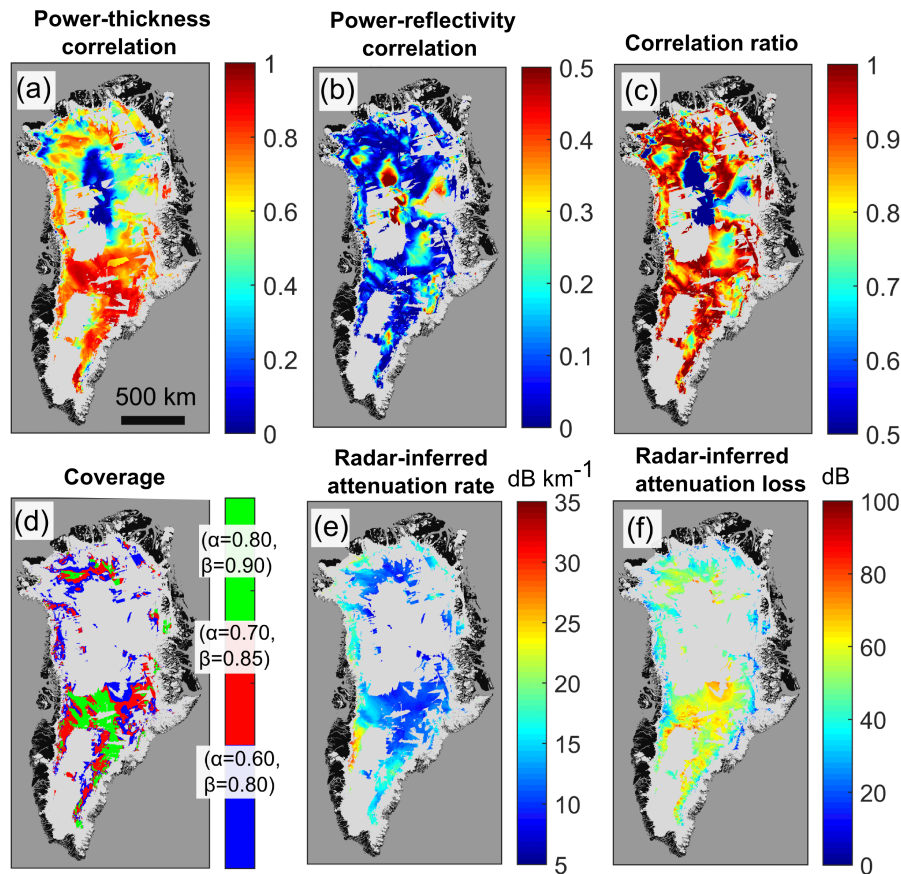 Power-thickness
correlation
Power-reflectivity
correlation
Correlation ratio
(a)
1
0.8
0.6
0.4
0.2
0
500 km
(b)
0.5
0.4
0.3
0.2
0.1
0
(c)
1
0.9
0.8
0.7
0.6
0.5
Coverage
Radar-inferred
attenuation rate
dB km⁻¹
Radar-inferred
attenuation loss
dB
(d)
(α=0.80,
β=0.90)
(α=0.70,
β=0.85)
(α=0.60,
β=0.80)
(e)
35
30
25
20
15
10
5
(f)
100
80
60
40
20
0